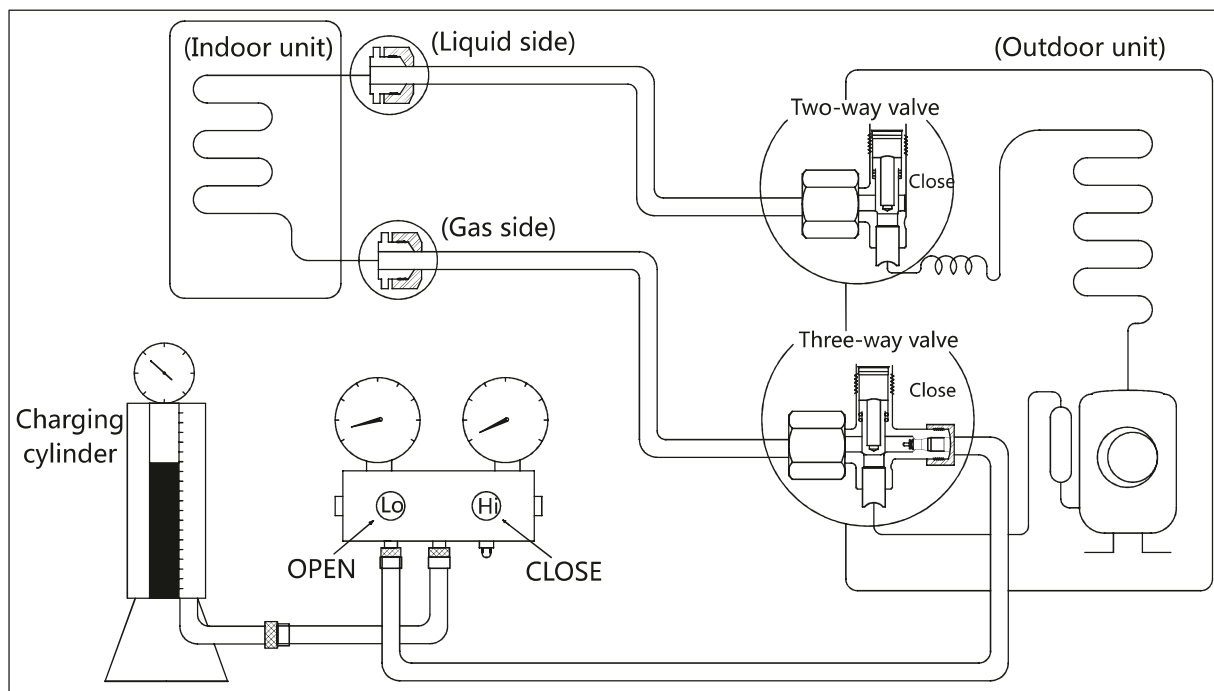 (Indoor unit)
(Liquid side)
(Outdoor unit)
Two-way valve
Close
(Gas side)
Three-way valve
Close
Charging
cylinder
Lo
Hi
OPEN
CLOSE